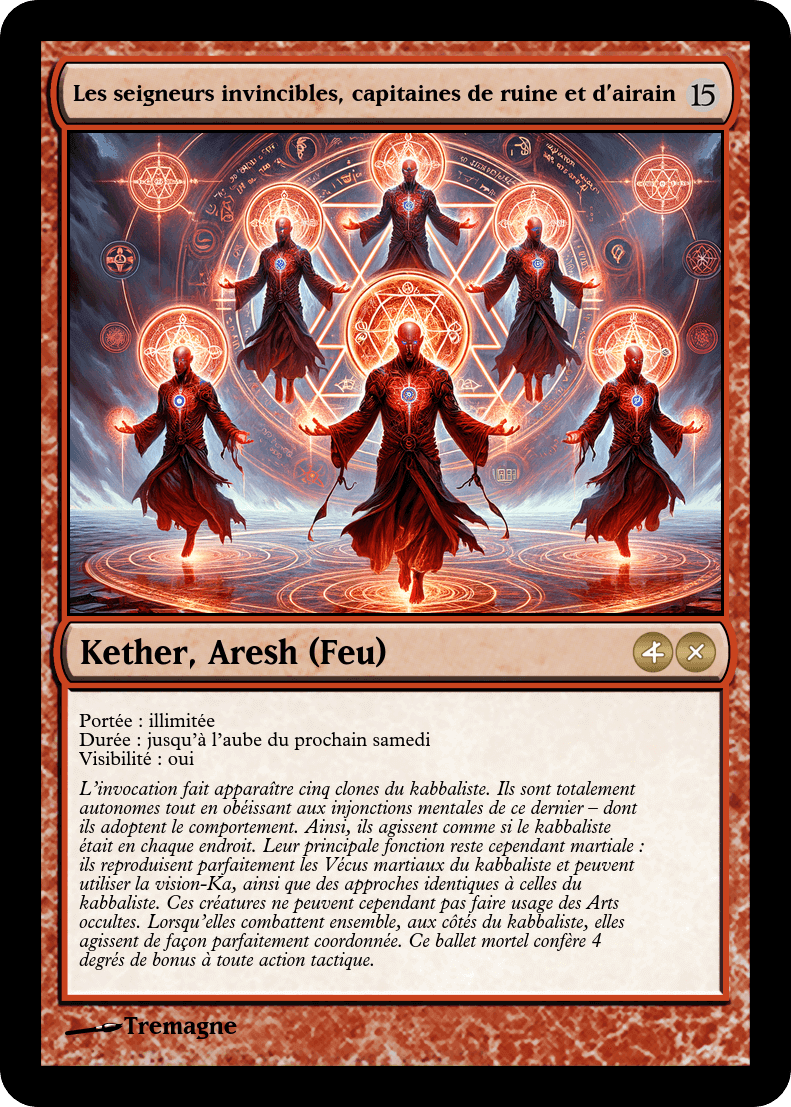 Les seigneurs invincibles, capitaines de ruine et d'airain 15
Kether, Aresh (Feu) 4 ×
Portée : illimitée
Durée : jusqu'à l'aube du prochain samedi
Visibilité : oui
L'invocation fait apparaître cinq clones du kabbaliste. Ils sont totalement
autonomes tout en obéissant aux injonctions mentales de ce dernier – dont
ils adoptent le comportement. Ainsi, ils agissent comme si le kabbaliste
était en chaque endroit. Leur principale fonction reste cependant martiale :
ils reproduisent parfaitement les Vécus martiaux du kabbaliste et peuvent
utiliser la vision-Ka, ainsi que des approches identiques à celles du
kabbaliste. Ces créatures ne peuvent cependant pas faire usage des Arts
occultes. Lorsqu'elles combattent ensemble, aux côtés du kabbaliste, elles
agissent de façon parfaitement coordonnée. Ce ballet mortel confère 4
degrés de bonus à toute action tactique.
Tremagne